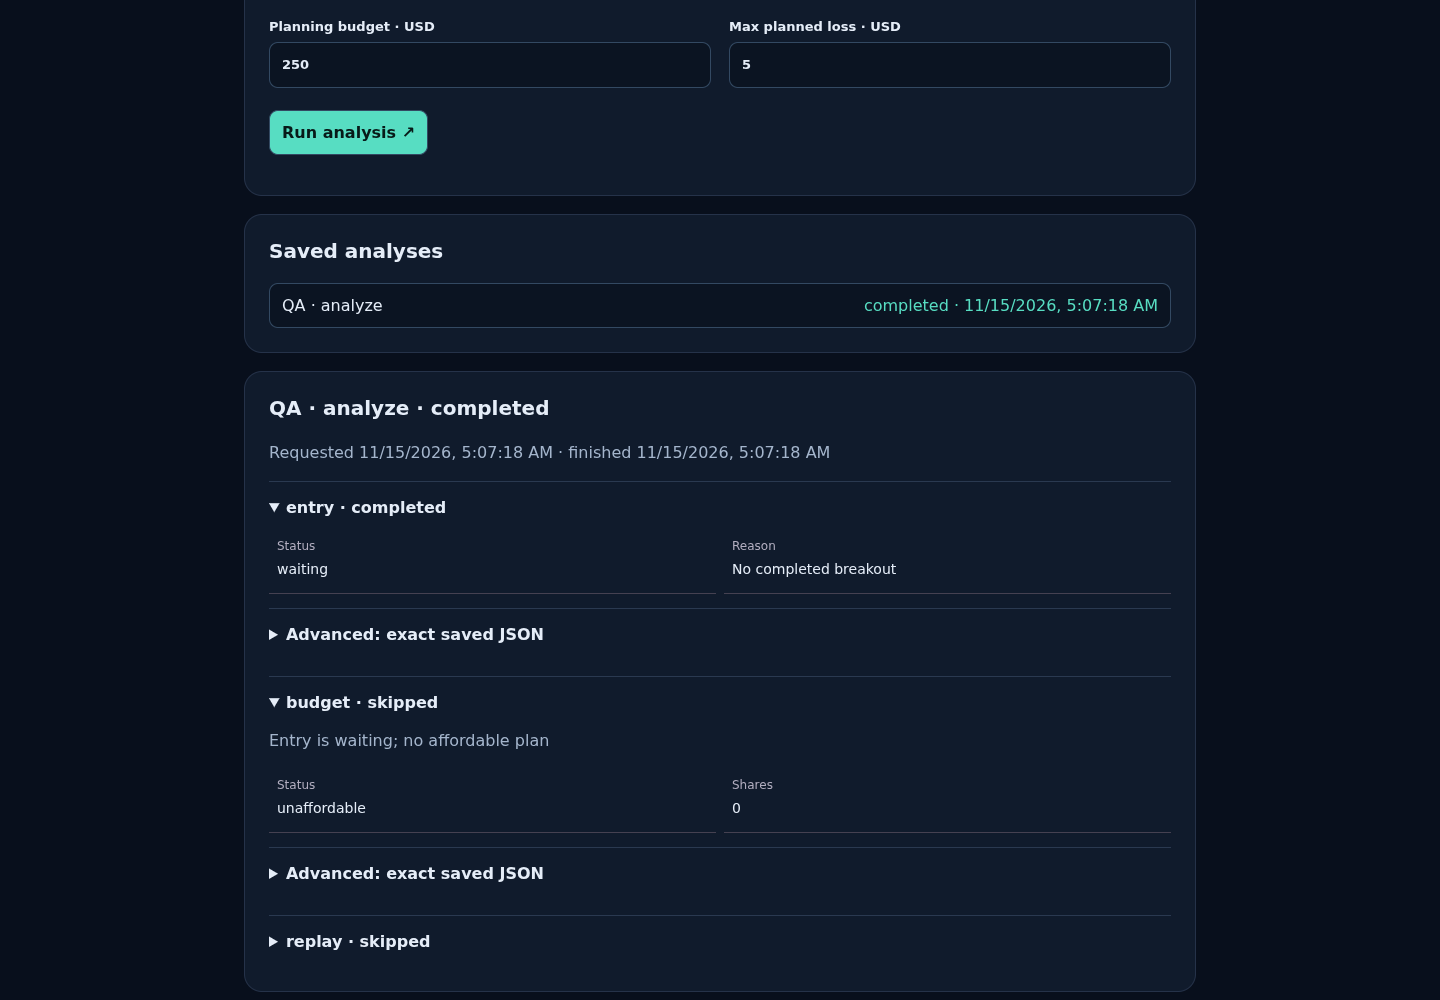 Planning budget · USD
Max planned loss · USD
250
5
Run analysis ↗
Saved analyses
QA · analyze
completed · 11/15/2026, 5:07:18 AM
QA · analyze · completed
Requested 11/15/2026, 5:07:18 AM · finished 11/15/2026, 5:07:18 AM
▼ entry · completed
Status
Reason
waiting
No completed breakout
▶ Advanced: exact saved JSON
▼ budget · skipped
Entry is waiting; no affordable plan
Status
Shares
unaffordable
0
▶ Advanced: exact saved JSON
▶ replay · skipped